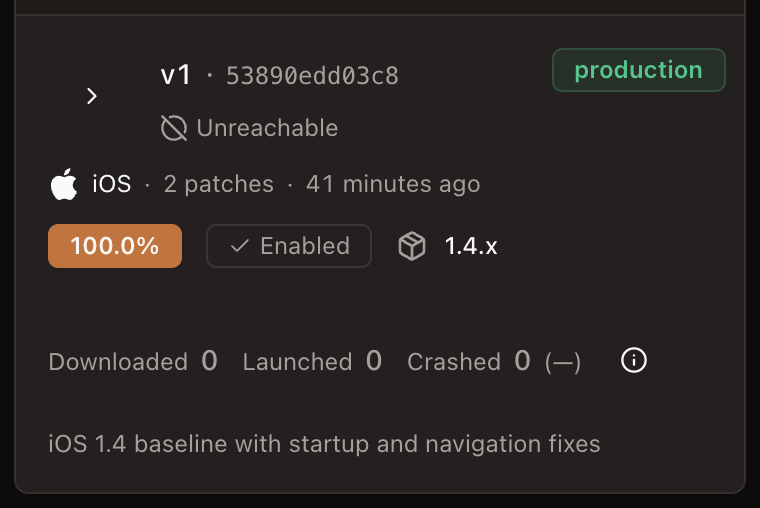 v1 · 53890edd03c8
production
Unreachable
iOS · 2 patches · 41 minutes ago
100.0% Enabled 1.4.x
Downloaded 0 Launched 0 Crashed 0 (—)
iOS 1.4 baseline with startup and navigation fixes